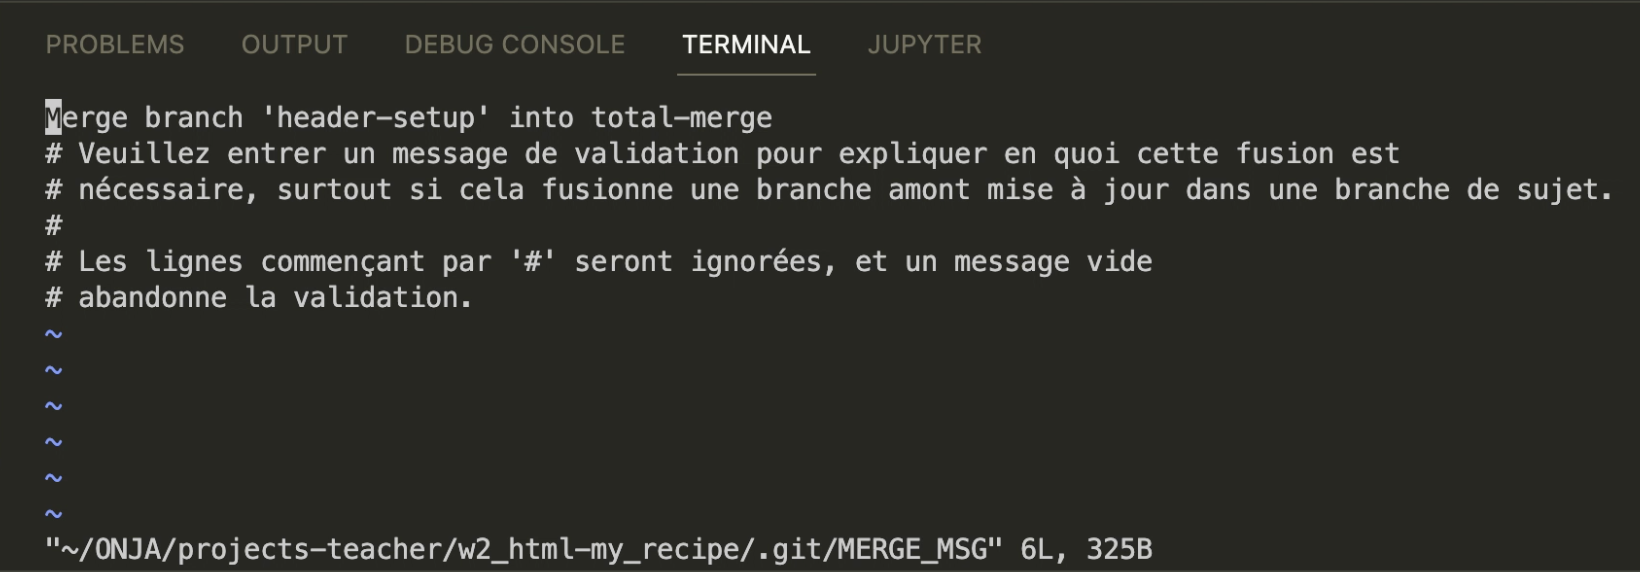 PROBLEMS OUTPUT DEBUG CONSOLE TERMINAL JUPYTER
Merge branch 'header-setup' into total-merge
# Veuillez entrer un message de validation pour expliquer en quoi cette fusion est
# nécessaire, surtout si cela fusionne une branche amont mise à jour dans une branche de sujet.
#
# Les lignes commençant par '#' seront ignorées, et un message vide
# abandonne la validation.
~
~
~
~
~
~
"~/ONJA/projects-teacher/w2_html-my_recipe/.git/MERGE_MSG" 6L, 325B